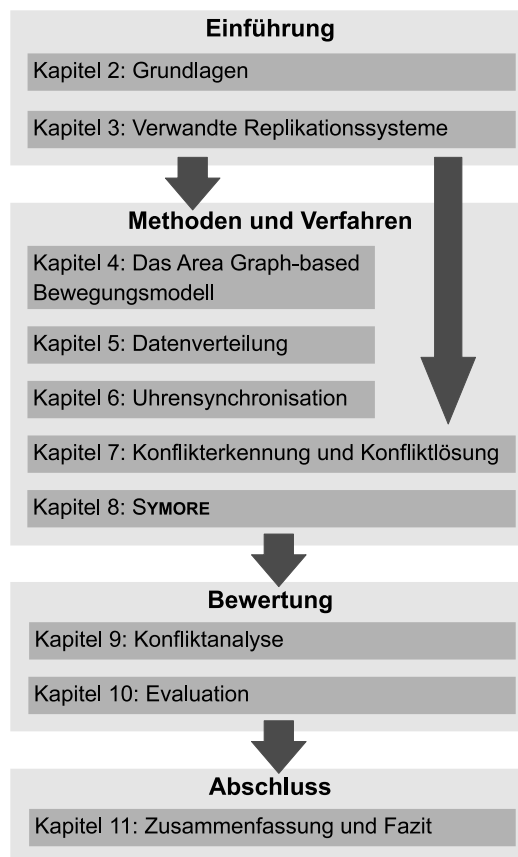 Einführung
Kapitel 2: Grundlagen
Kapitel 3: Verwandte Replikationssysteme
Methoden und Verfahren
Kapitel 4: Das Area Graph-based
Bewegungsmodell
Kapitel 5: Datenverteilung
Kapitel 6: Uhrensynchronisation
Kapitel 7: Konflikterkennung und Konfliktlösung
Kapitel 8: SYMORE
Bewertung
Kapitel 9: Konfliktanalyse
Kapitel 10: Evaluation
Abschluss
Kapitel 11: Zusammenfassung und Fazit